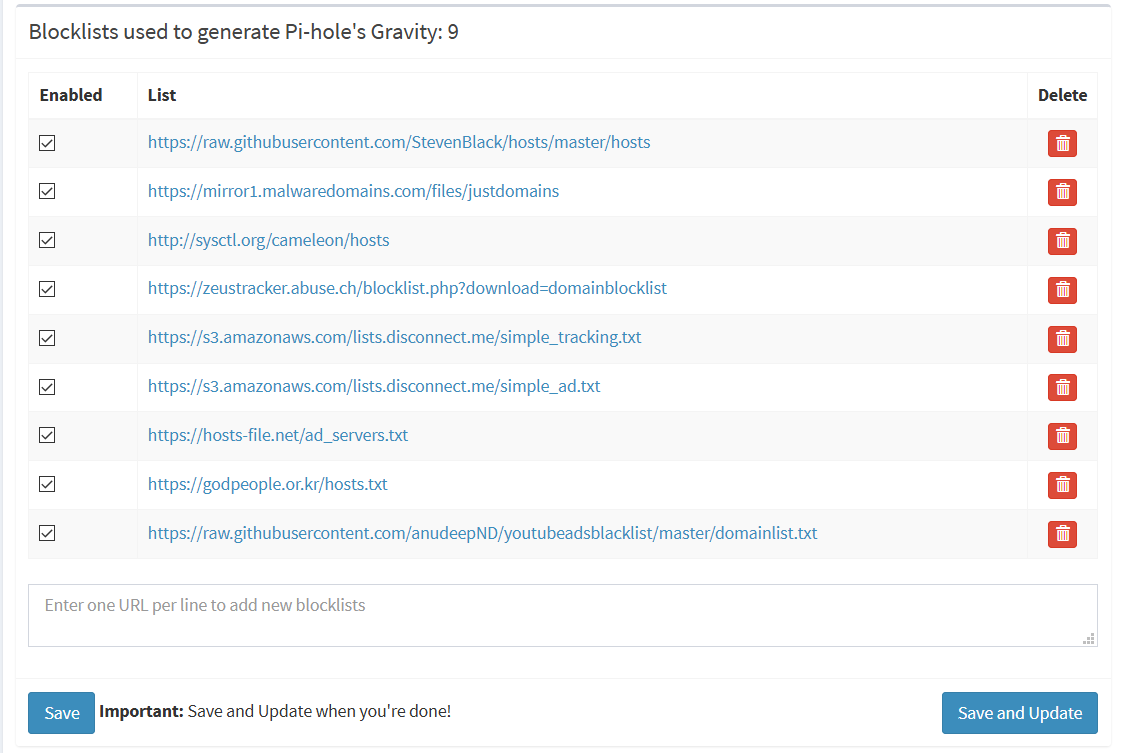 Blocklists used to generate Pi-hole's Gravity: 9
Enabled List Delete
https://raw.githubusercontent.com/StevenBlack/hosts/master/hosts
https://mirror1.malwaredomains.com/files/justdomains
http://sysctl.org/cameleon/hosts
https://zeustracker.abuse.ch/blocklist.php?download=domainblocklist
https://s3.amazonaws.com/lists.disconnect.me/simple_tracking.txt
https://s3.amazonaws.com/lists.disconnect.me/simple_ad.txt
https://hosts-file.net/ad_servers.txt
https://godpeople.or.kr/hosts.txt
https://raw.githubusercontent.com/anudeepND/youtubeadsblacklist/master/domainlist.txt
Enter one URL per line to add new blocklists
Save Important: Save and Update when you're done! Save and Update